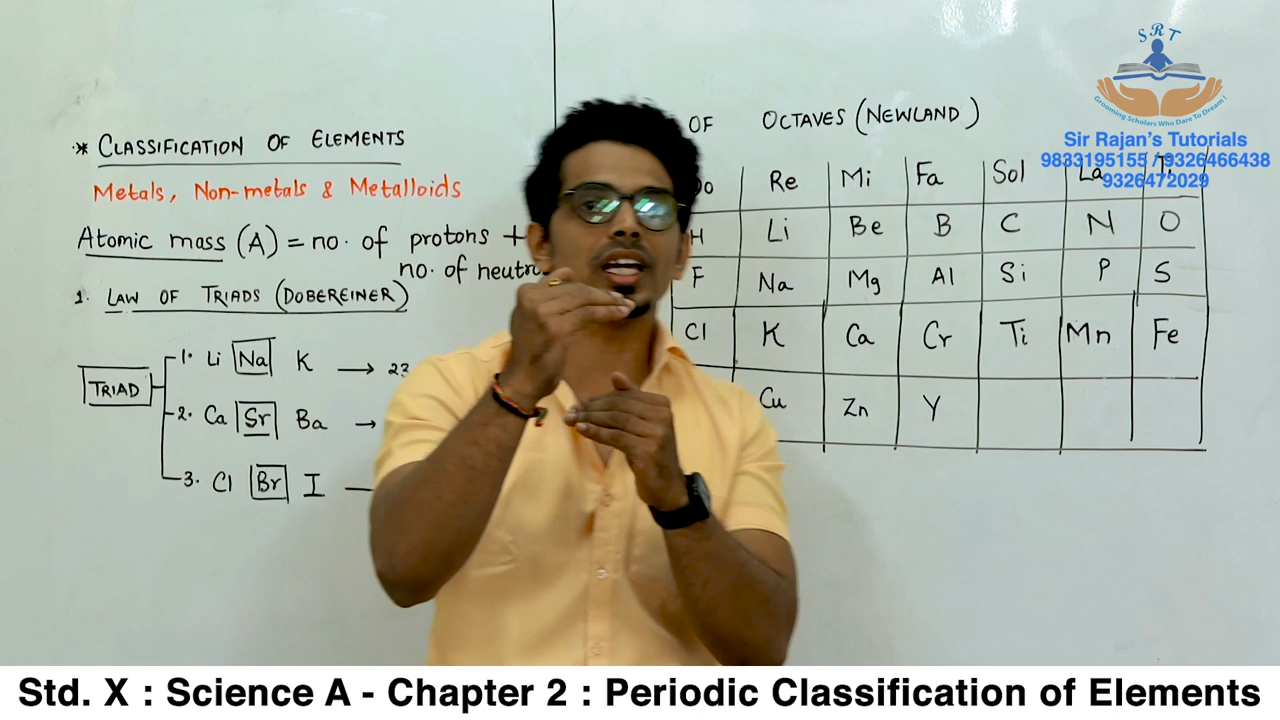 * CLASSIFICATION OF ELEMENTS
Metals, Non-metals & Metalloids
Atomic mass (A) = no. of protons +
no. of
1. LAW OF TRIADS (DOBEREINER)
TRIAD
1. Li Na K → 23
2. Ca Sr Ba →
3. Cl Br I
OF OCTAVES (NEWLAND)
Re Mi Fa Sol La
H Li Be B C N O
F Na Mg Al Si P S
Cl K Ca Cr Ti Mn Fe
Cu Zn Y
SRT
Grooming Scholars Who Dare To Dream!
Sir Rajan's Tutorials
9833195155 / 9326466438
9326472029
Std. X : Science A - Chapter 2 : Periodic Classification of Elements